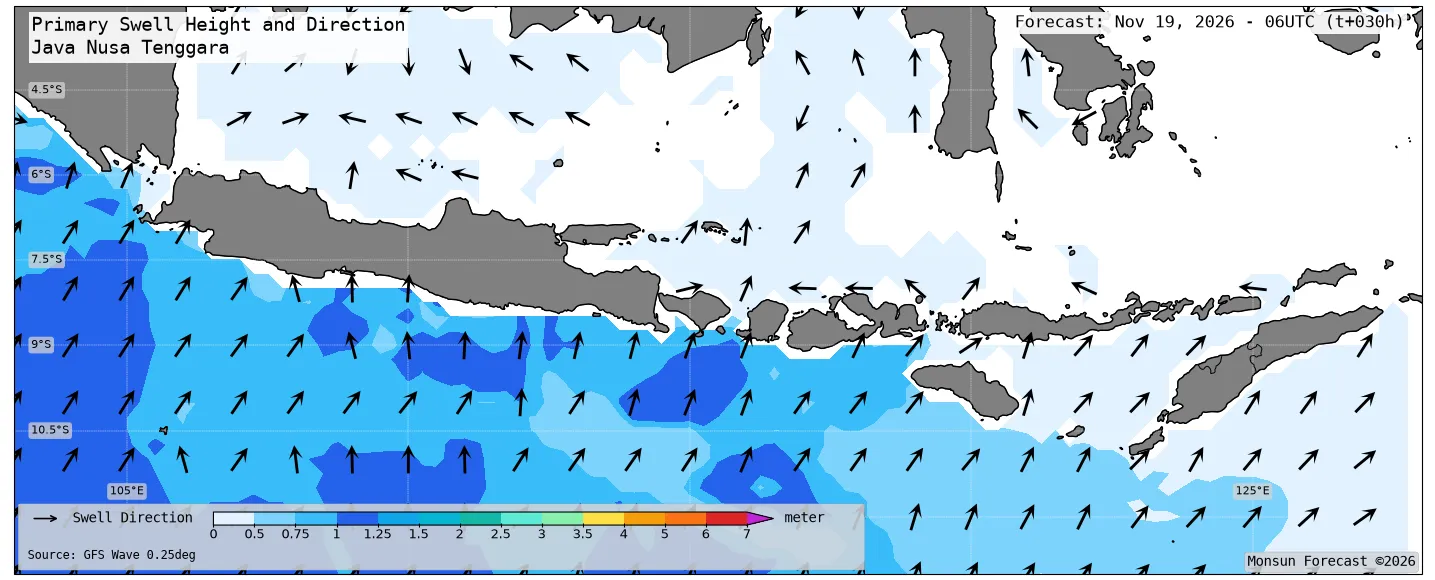 Primary Swell Height and Direction
Java Nusa Tenggara
Forecast: Nov 19, 2026 - 06UTC (t+030h)
4.5°S
6°S
7.5°S
9°S
10.5°S
105°E
125°E
Swell Direction
0 0.5 0.75 1 1.25 1.5 2 2.5 3 3.5 4 5 6 7
meter
Source: GFS Wave 0.25deg
Monsun Forecast ©2026